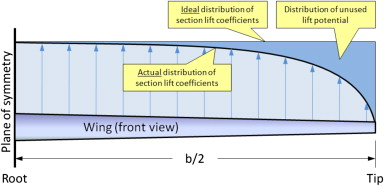 Ideal distribution of
section lift coefficients
Distribution of unused
lift potential
Actual distribution of
section lift coefficients
Plane of symmetry
Wing (front view)
b/2
Root
Tip